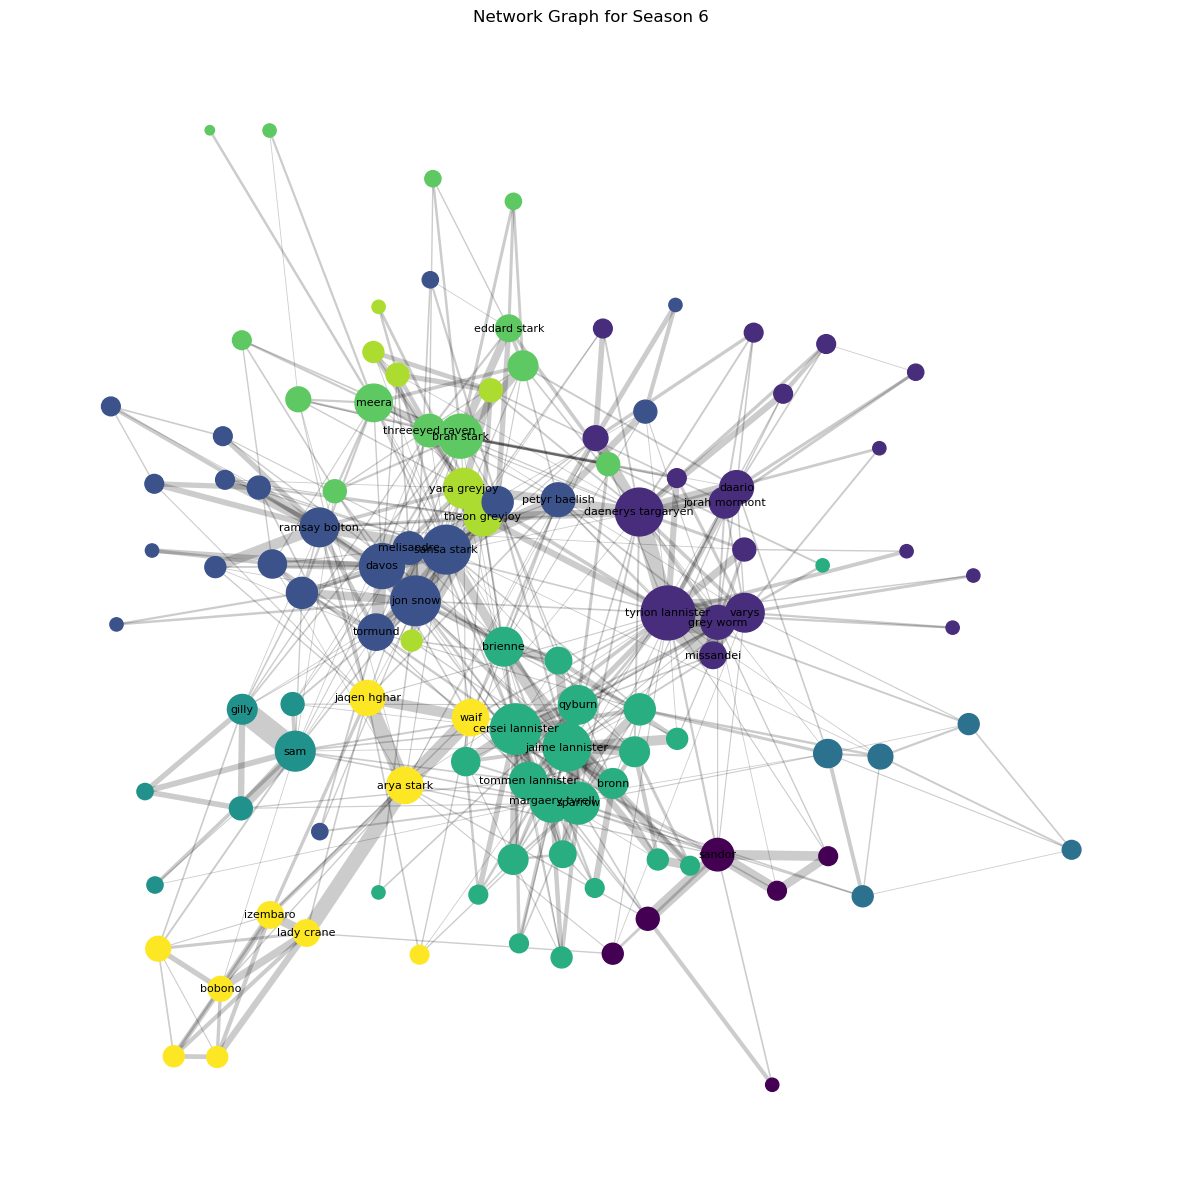 Network Graph for Season 6
eddard stark
meera
threeeyed raven
bran stark
yara greyjoy
daario
petyr baelish
jorah mormont
daenerys targaryen
theon greyjoy
ramsay bolton
melisandre
sansa stark
davos
jon snow
tyrion lannister
varys
grey worm
tormund
brienne
missandei
jaqen hghar
qyburn
gilly
waif
cersei lannister
jaime lannister
sam
tommen lannister
bronn
arya stark
margaery tyrell
sparrow
sandor
izembaro
lady crane
bobono